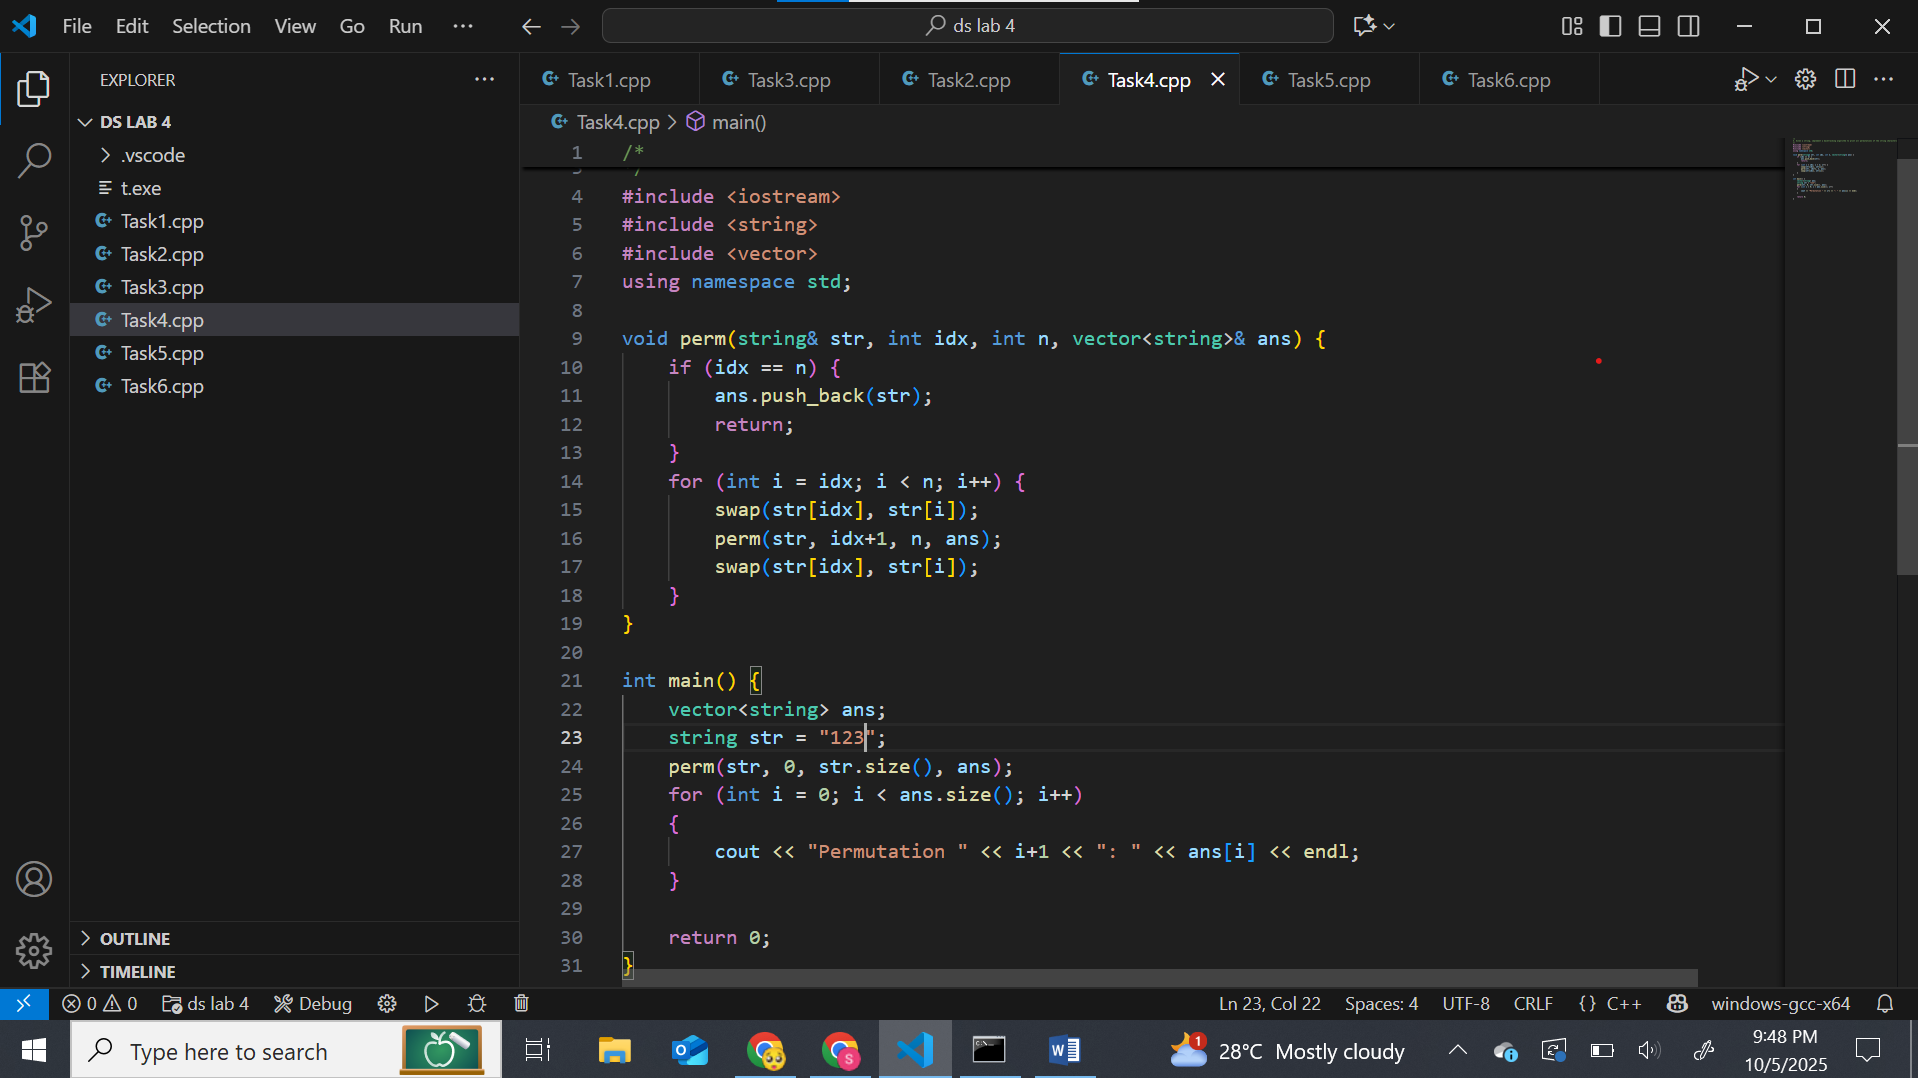 File Edit Selection View Go Run ···
ds lab 4
EXPLORER
DS LAB 4
.vscode
t.exe
Task1.cpp
Task2.cpp
Task3.cpp
Task4.cpp
Task5.cpp
Task6.cpp
OUTLINE
TIMELINE
Task1.cpp Task3.cpp Task2.cpp Task4.cpp Task5.cpp Task6.cpp
Task4.cpp > main()
1 /*
4 #include <iostream>
5 #include <string>
6 #include <vector>
7 using namespace std;
8
9 void perm(string& str, int idx, int n, vector<string>& ans) {
10     if (idx == n) {
11         ans.push_back(str);
12         return;
13     }
14     for (int i = idx; i < n; i++) {
15         swap(str[idx], str[i]);
16         perm(str, idx+1, n, ans);
17         swap(str[idx], str[i]);
18     }
19 }
20
21 int main() {
22     vector<string> ans;
23     string str = "123";
24     perm(str, 0, str.size(), ans);
25     for (int i = 0; i < ans.size(); i++)
26     {
27         cout << "Permutation " << i+1 << ": " << ans[i] << endl;
28     }
29
30     return 0;
31 }
0 0 ds lab 4 Debug Ln 23, Col 22 Spaces: 4 UTF-8 CRLF {} C++ windows-gcc-x64
Type here to search
1 28°C Mostly cloudy
9:48 PM
10/5/2025